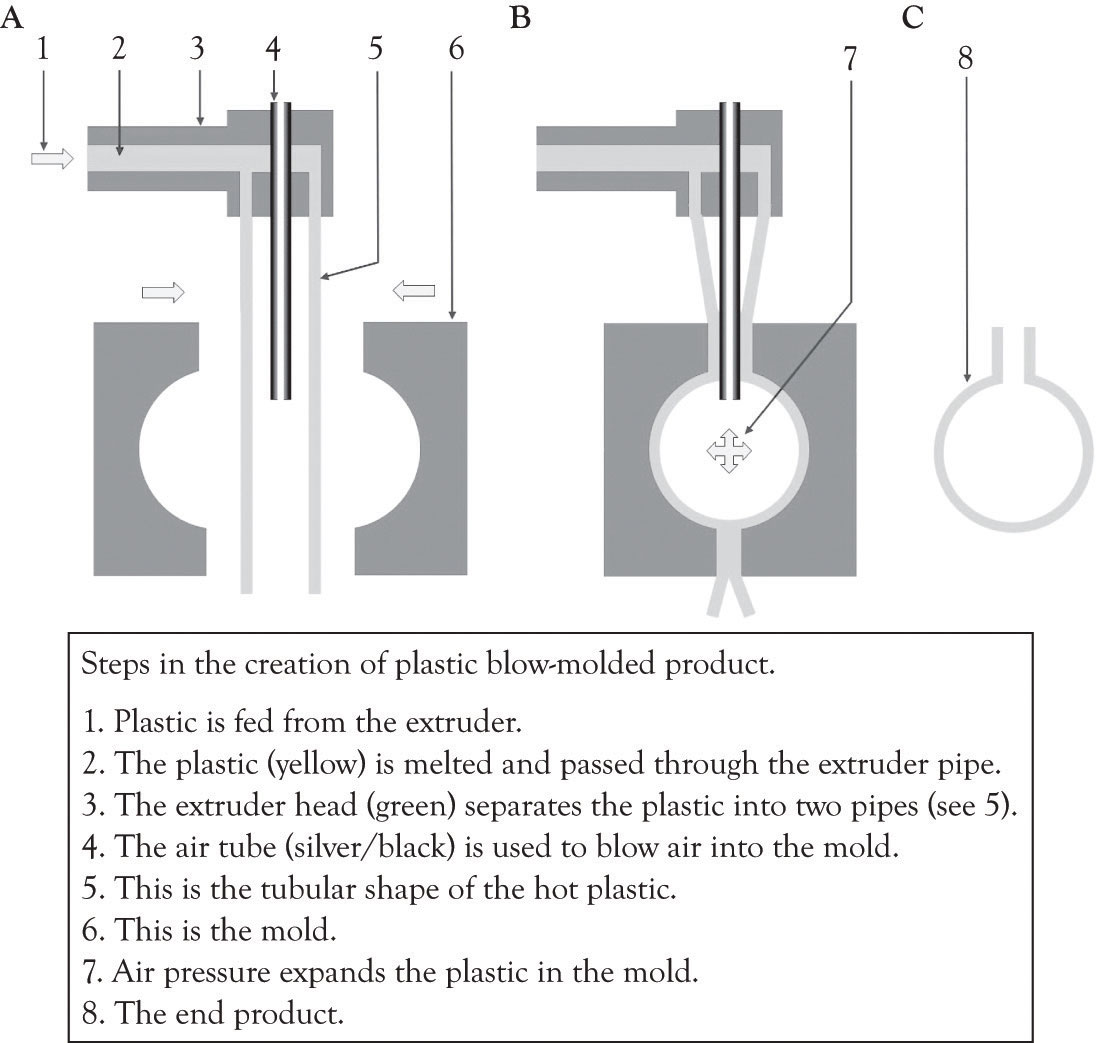 A B C
1 2 3 4 5 6 7 8
Steps in the creation of plastic blow-molded product.
1. Plastic is fed from the extruder.
2. The plastic (yellow) is melted and passed through the extruder pipe.
3. The extruder head (green) separates the plastic into two pipes (see 5).
4. The air tube (silver/black) is used to blow air into the mold.
5. This is the tubular shape of the hot plastic.
6. This is the mold.
7. Air pressure expands the plastic in the mold.
8. The end product.